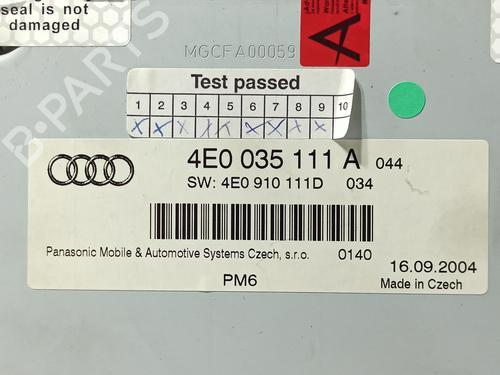 seal is not
damaged
MGCFA00059
A
Test passed
1 2 3 4 5 6 7 8 9 10
4E0 035 111 A 044
SW: 4E0 910 111D 034
Panasonic Mobile & Automotive Systems Czech, s.r.o. 0140
16.09.2004
PM6
Made in Czech
B-PARTS